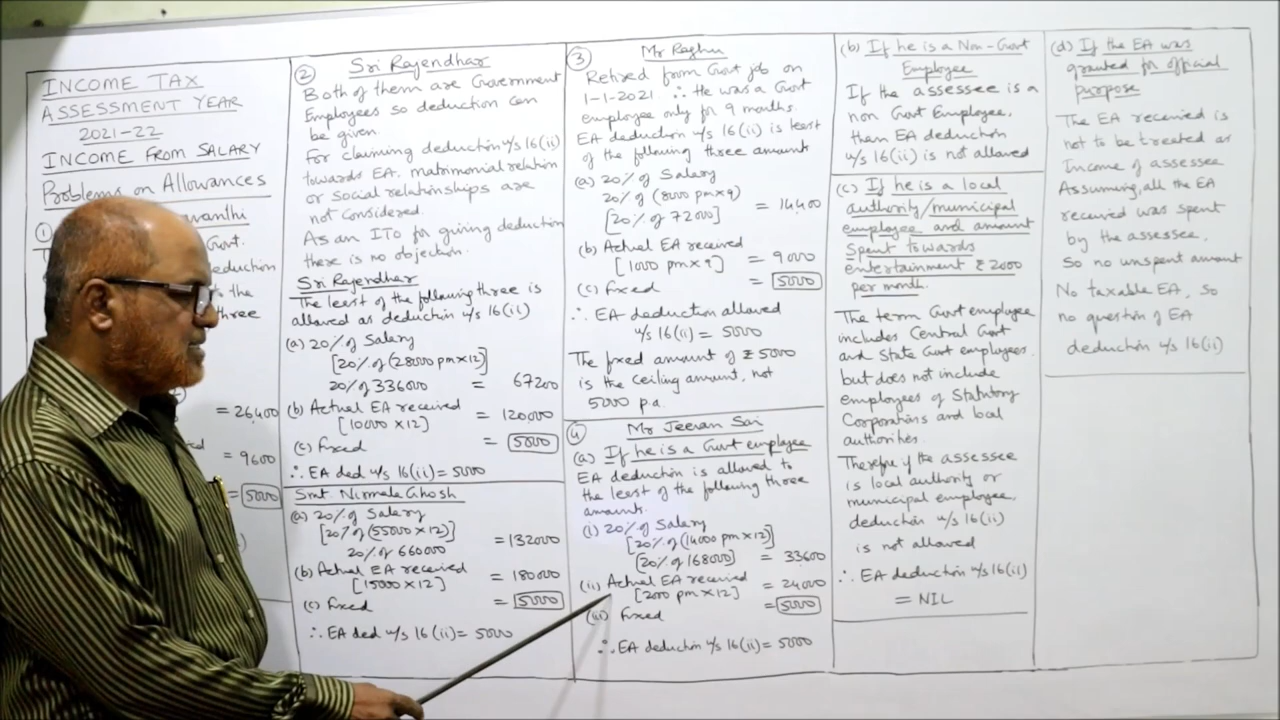 INCOME TAX
ASSESSMENT YEAR
2021-22
INCOME FROM SALARY
Problems on Allowances
①
Govt.
the
three
= 26,400
= 9600
= 5000
② Sri Rajendhar
Both of them are Government
Employees so deduction can
be given.
For claiming deduction u/s 16(ii)
towards EA, matrimonial relation
or social relationships are
not considered.
As an ITO for giving deduction
there is no objection.
Sri Rajendhar
The least of the following three is
allowed as deduction u/s 16(ii)
(a) 20% of Salary
[20% of (28000 pm x 12]
20% of 336000 = 67200
(b) Actual EA received
[10000 x 12] = 120,000
(c) Fixed = 5000
∴ EA ded u/s 16(ii) = 5000
Smt Nirmala Ghosh
(a) 20% of Salary
[20% of (55000 x 12)]
20% of 660000 = 132000
(b) Actual EA received
[15000 x 12] = 180000
(c) Fixed = 5000
∴ EA ded u/s 16(ii) = 5000
③ Mr Raghu
Retired from Govt job on
1-1-2021. ∴ He was a Govt
employee only for 9 months.
EA deduction u/s 16(ii) is least
of the following three amounts
(a) 20% of Salary
20% of (8000 pm x 9)
[20% of 72000] = 14,400
(b) Actual EA received
[1000 pm x 9] = 9000
(c) Fixed = 5000
∴ EA deduction allowed
u/s 16(ii) = 5000
The fixed amount of ₹ 5000
is the ceiling amount, not
5000 p.a.
④ Mr Jeevan Sai
(a) If he is a Govt employee
EA deduction is allowed to
the least of the following three
amounts.
(i) 20% of Salary
[20% of (14000 pm x 12]
[20% of 168000] = 33,600
(ii) Actual EA received
[2000 pm x 12] = 24000
(iii) Fixed = 5000
∴ EA deduction u/s 16(ii) = 5000
(b) If he is a Non-Govt
Employee
If the assessee is a
non Govt Employee,
then EA deduction
u/s 16(ii) is not allowed
(c) If he is a local
authority/municipal
employee and amount
spent towards
entertainment ₹ 2000
per month.
The term Govt employee
includes Central Govt
and State Govt employees.
but does not include
employees of Statutory
Corporations and local
authorities.
Therefore if the assessee
is local authority or
municipal employee,
deduction u/s 16(ii)
is not allowed
∴ EA deduction u/s 16(ii)
= NIL
(d) If the EA was
granted for official
purpose
The EA received is
not to be treated as
Income of assessee
Assuming, all the EA
received was spent
by the assessee.
So no unspent amount
No taxable EA, so
no question of EA
deduction u/s 16(ii)